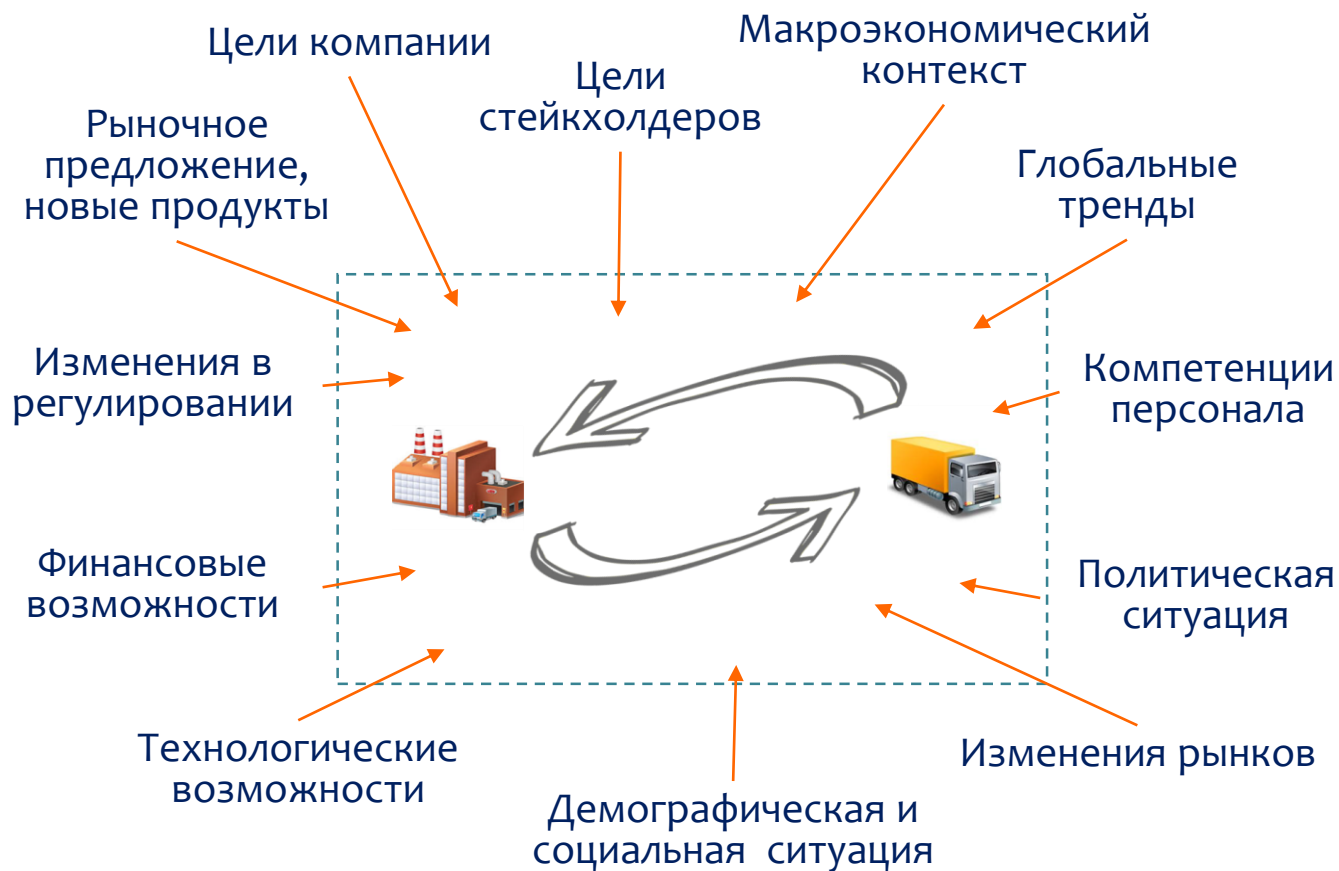 Цели компании
Макроэкономический
контекст
Цели
стейкхолдеров
Рыночное
предложение,
новые продукты
Глобальные
тренды
Изменения в
регулировании
Компетенции
персонала
Финансовые
возможности
Политическая
ситуация
Технологические
возможности
Изменения рынков
Демографическая и
социальная ситуация